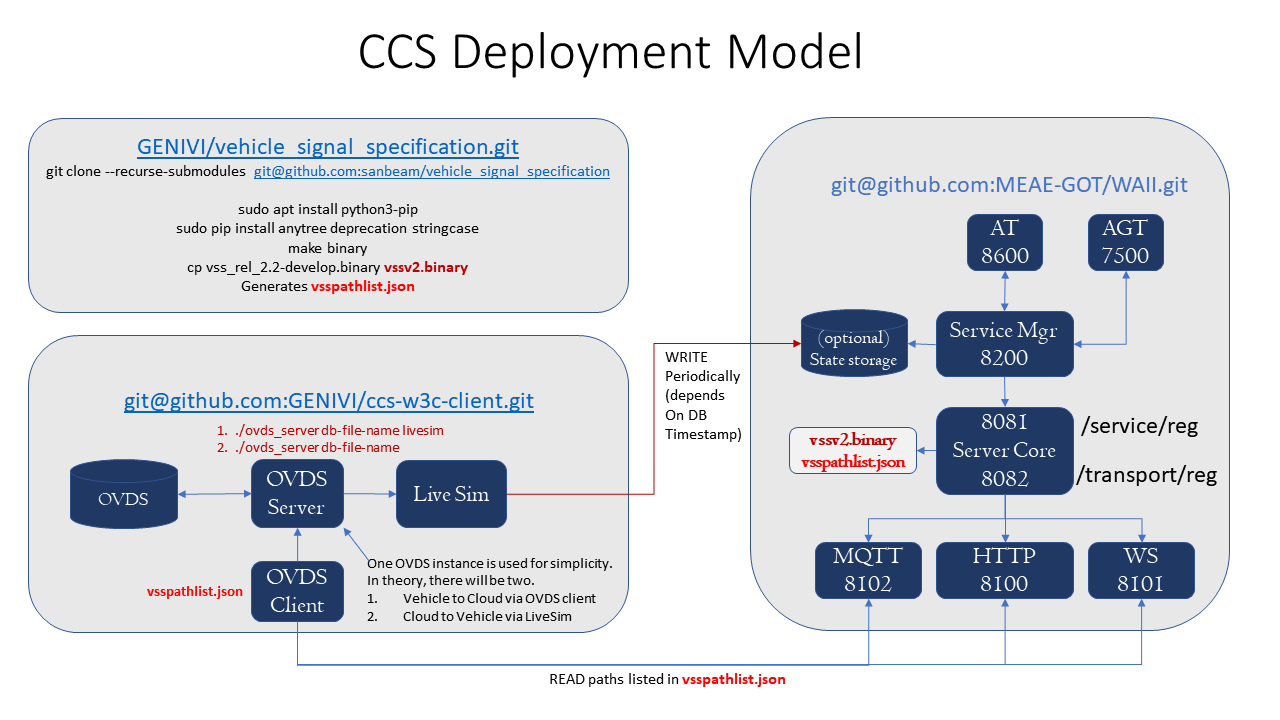 CCS Deployment Model
GENIVI/vehicle_signal_specification.git
git clone --recurse-submodules git@github.com:sanbeam/vehicle_signal_specification
sudo apt install python3-pip
sudo pip install anytree deprecation stringcase
make binary
cp vss_rel_2.2-develop.binary vssv2.binary
Generates vsspathlist.json
git@github.com:GENIVI/ccs-w3c-client.git
1. ./ovds_server db-file-name livesim
2. ./ovds_server db-file-name
OVDS
OVDS
Server
Live Sim
OVDS
Client
vsspathlist.json
One OVDS instance is used for simplicity.
In theory, there will be two.
1. Vehicle to Cloud via OVDS client
2. Cloud to Vehicle via LiveSim
WRITE
Periodically
(depends
On DB
Timestamp)
git@github.com:MEAE-GOT/WAII.git
AT
8600
AGT
7500
(optional)
State storage
Service Mgr
8200
8081
Server Core
8082
/service/reg
/transport/reg
vssv2.binary
vsspathlist.json
MQTT
8102
HTTP
8100
WS
8101
READ paths listed in vsspathlist.json